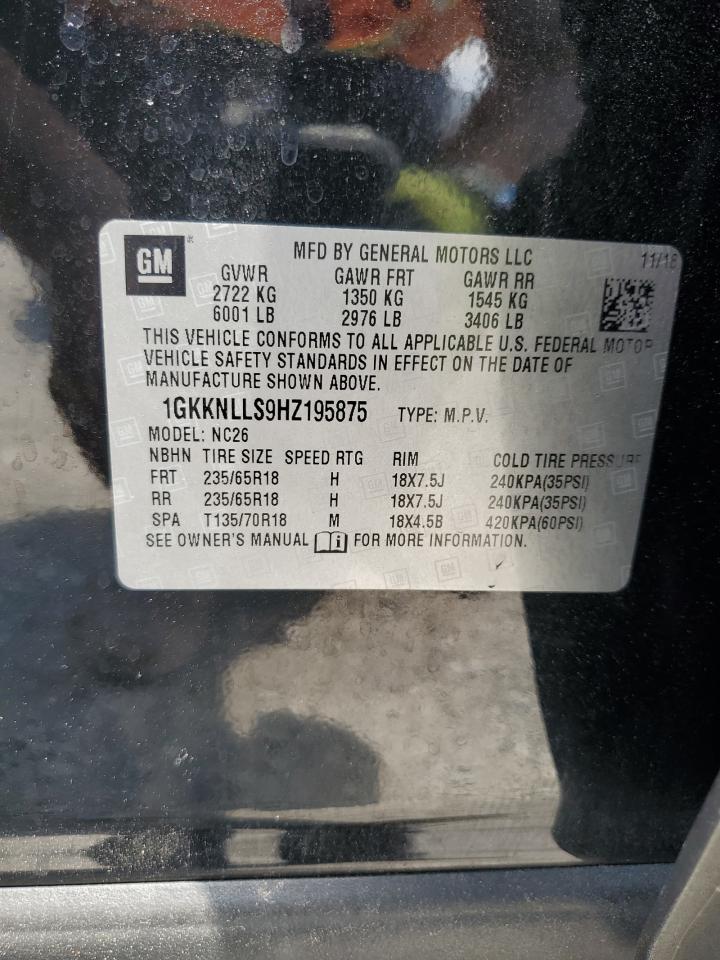 GM
MFD BY GENERAL MOTORS LLC 11/16
GVWR GAWR FRT GAWR RR
2722 KG 1350 KG 1545 KG
6001 LB 2976 LB 3406 LB
THIS VEHICLE CONFORMS TO ALL APPLICABLE U.S. FEDERAL MOTOR
VEHICLE SAFETY STANDARDS IN EFFECT ON THE DATE OF
MANUFACTURE SHOWN ABOVE.
1GKKNLLS9HZ195875 TYPE: M.P.V.
MODEL: NC26
NBHN TIRE SIZE SPEED RTG RIM COLD TIRE PRESSURE
FRT 235/65R18 H 18X7.5J 240KPA(35PSI)
RR 235/65R18 H 18X7.5J 240KPA(35PSI)
SPA T135/70R18 M 18X4.5B 420KPA(60PSI)
SEE OWNER'S MANUAL i FOR MORE INFORMATION.